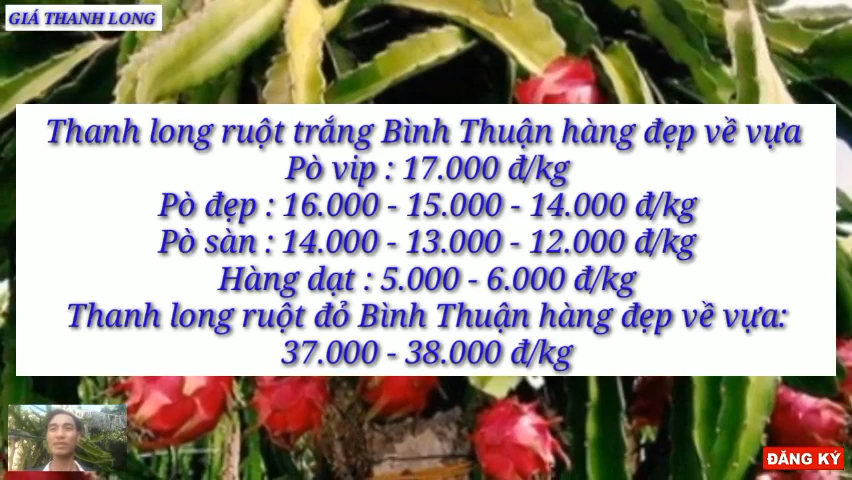 GIÁ THANH LONG
Thanh long ruột trắng Bình Thuận hàng đẹp về vựa
Pò vip : 17.000 đ/kg
Pò đẹp : 16.000 - 15.000 - 14.000 đ/kg
Pò sàn : 14.000 - 13.000 - 12.000 đ/kg
Hàng dạt : 5.000 - 6.000 đ/kg
Thanh long ruột đỏ Bình Thuận hàng đẹp về vựa:
37.000 - 38.000 đ/kg
ĐĂNG KÝ